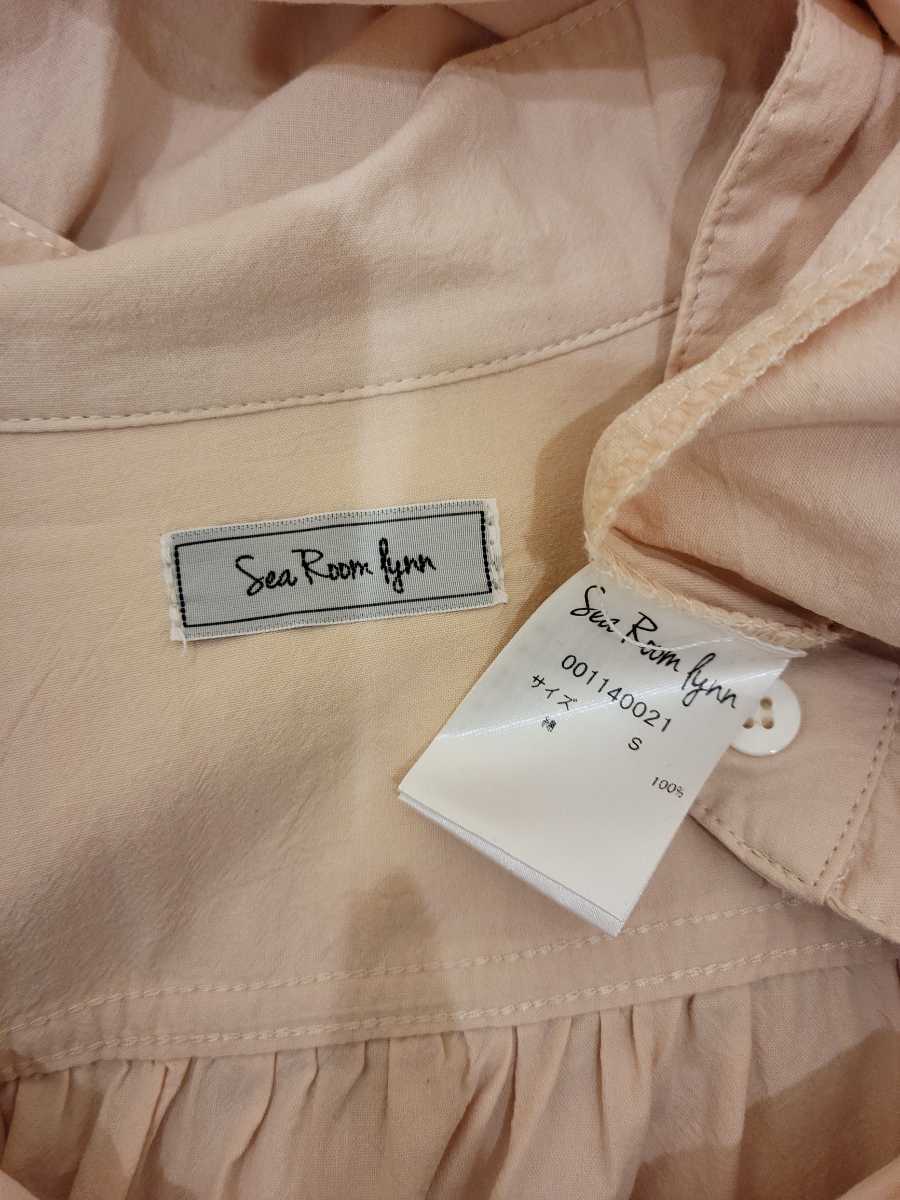 Sea Room lynn
Sea Room lynn
001140021
サイズ S
綿 100%